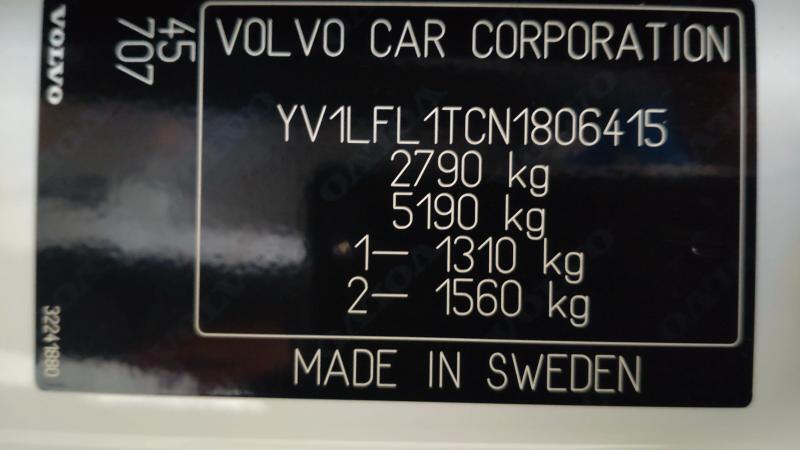 VOLVO
45
707
VOLVO CAR CORPORATION
YV1LFL1TCN1806415
2790 kg
5190 kg
1— 1310 kg
2— 1560 kg
32241880
MADE IN SWEDEN